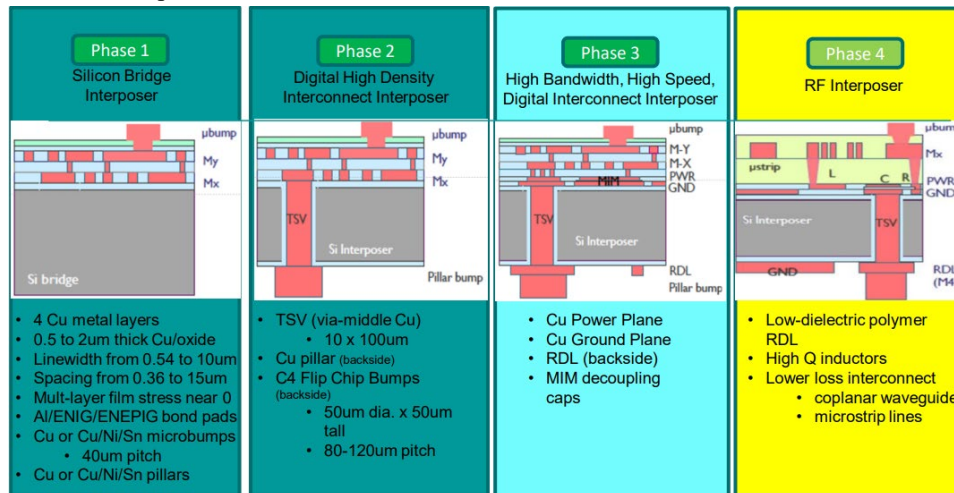 Phase 1
Silicon Bridge
Interposer
µbump
My
Mx
Si bridge
• 4 Cu metal layers
• 0.5 to 2um thick Cu/oxide
• Linewidth from 0.54 to 10um
• Spacing from 0.36 to 15um
• Mult-layer film stress near 0
• Al/ENIG/ENEPIG bond pads
• Cu or Cu/Ni/Sn microbumps
• 40um pitch
• Cu or Cu/Ni/Sn pillars
Phase 2
Digital High Density
Interconnect Interposer
µbump
My
Mx
TSV
Si Interposer
Pillar bump
• TSV (via-middle Cu)
• 10 x 100um
• Cu pillar (backside)
• C4 Flip Chip Bumps
(backside)
• 50um dia. x 50um
tall
• 80-120um pitch
Phase 3
High Bandwidth, High Speed,
Digital Interconnect Interposer
µbump
M-Y
M-X
PWR
MIM
GND
TSV
Si Interposer
RDL
Pillar bump
• Cu Power Plane
• Cu Ground Plane
• RDL (backside)
• MIM decoupling
caps
Phase 4
RF Interposer
µbum
Mx
µstrip
L
C
R
PWR
GND
TSV
Si Interposer
GND
RDL
(M4
• Low-dielectric polymer
RDL
• High Q inductors
• Lower loss interconnect
• coplanar waveguide
• microstrip lines